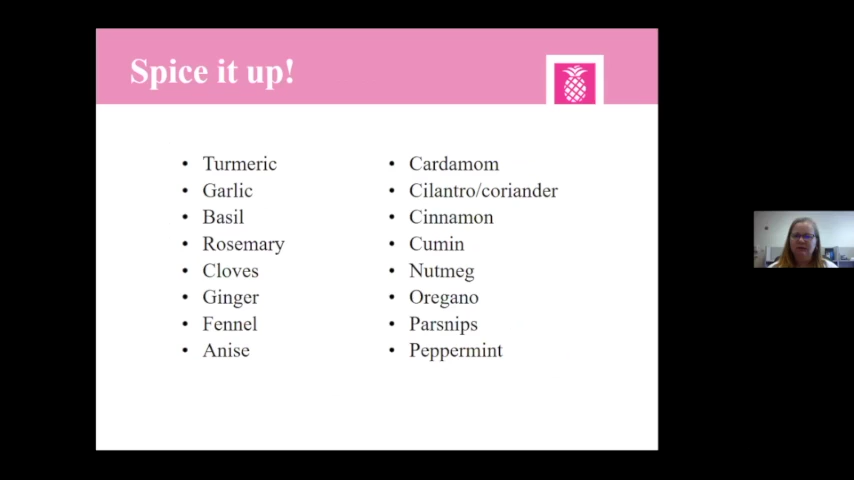 Spice it up!
• Turmeric
• Garlic
• Basil
• Rosemary
• Cloves
• Ginger
• Fennel
• Anise
• Cardamom
• Cilantro/coriander
• Cinnamon
• Cumin
• Nutmeg
• Oregano
• Parsnips
• Peppermint